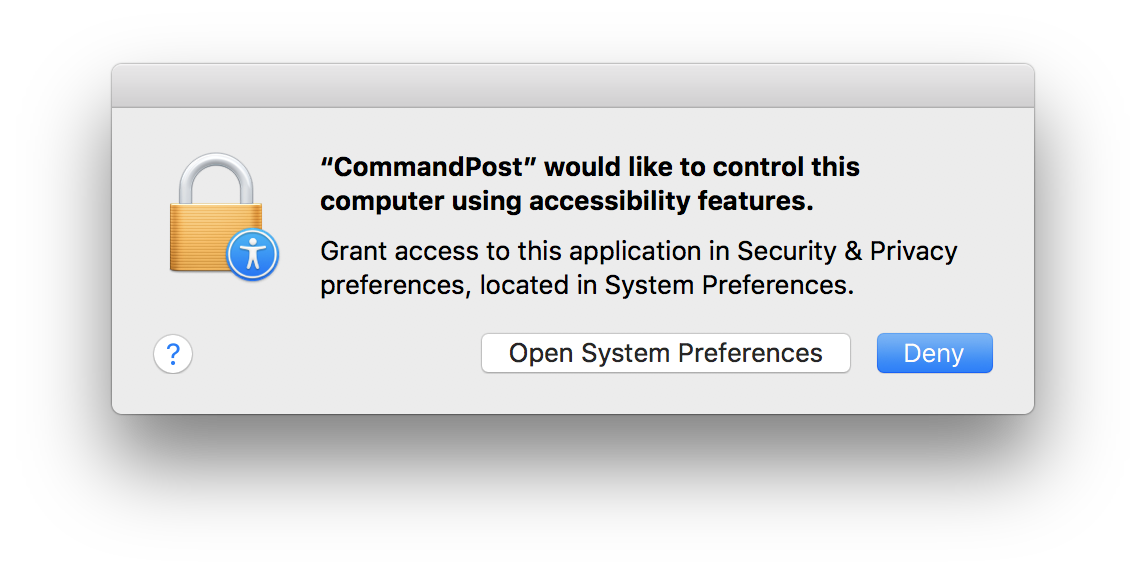 “CommandPost” would like to control this
computer using accessibility features.
Grant access to this application in Security & Privacy
preferences, located in System Preferences.
?
Open System Preferences
Deny